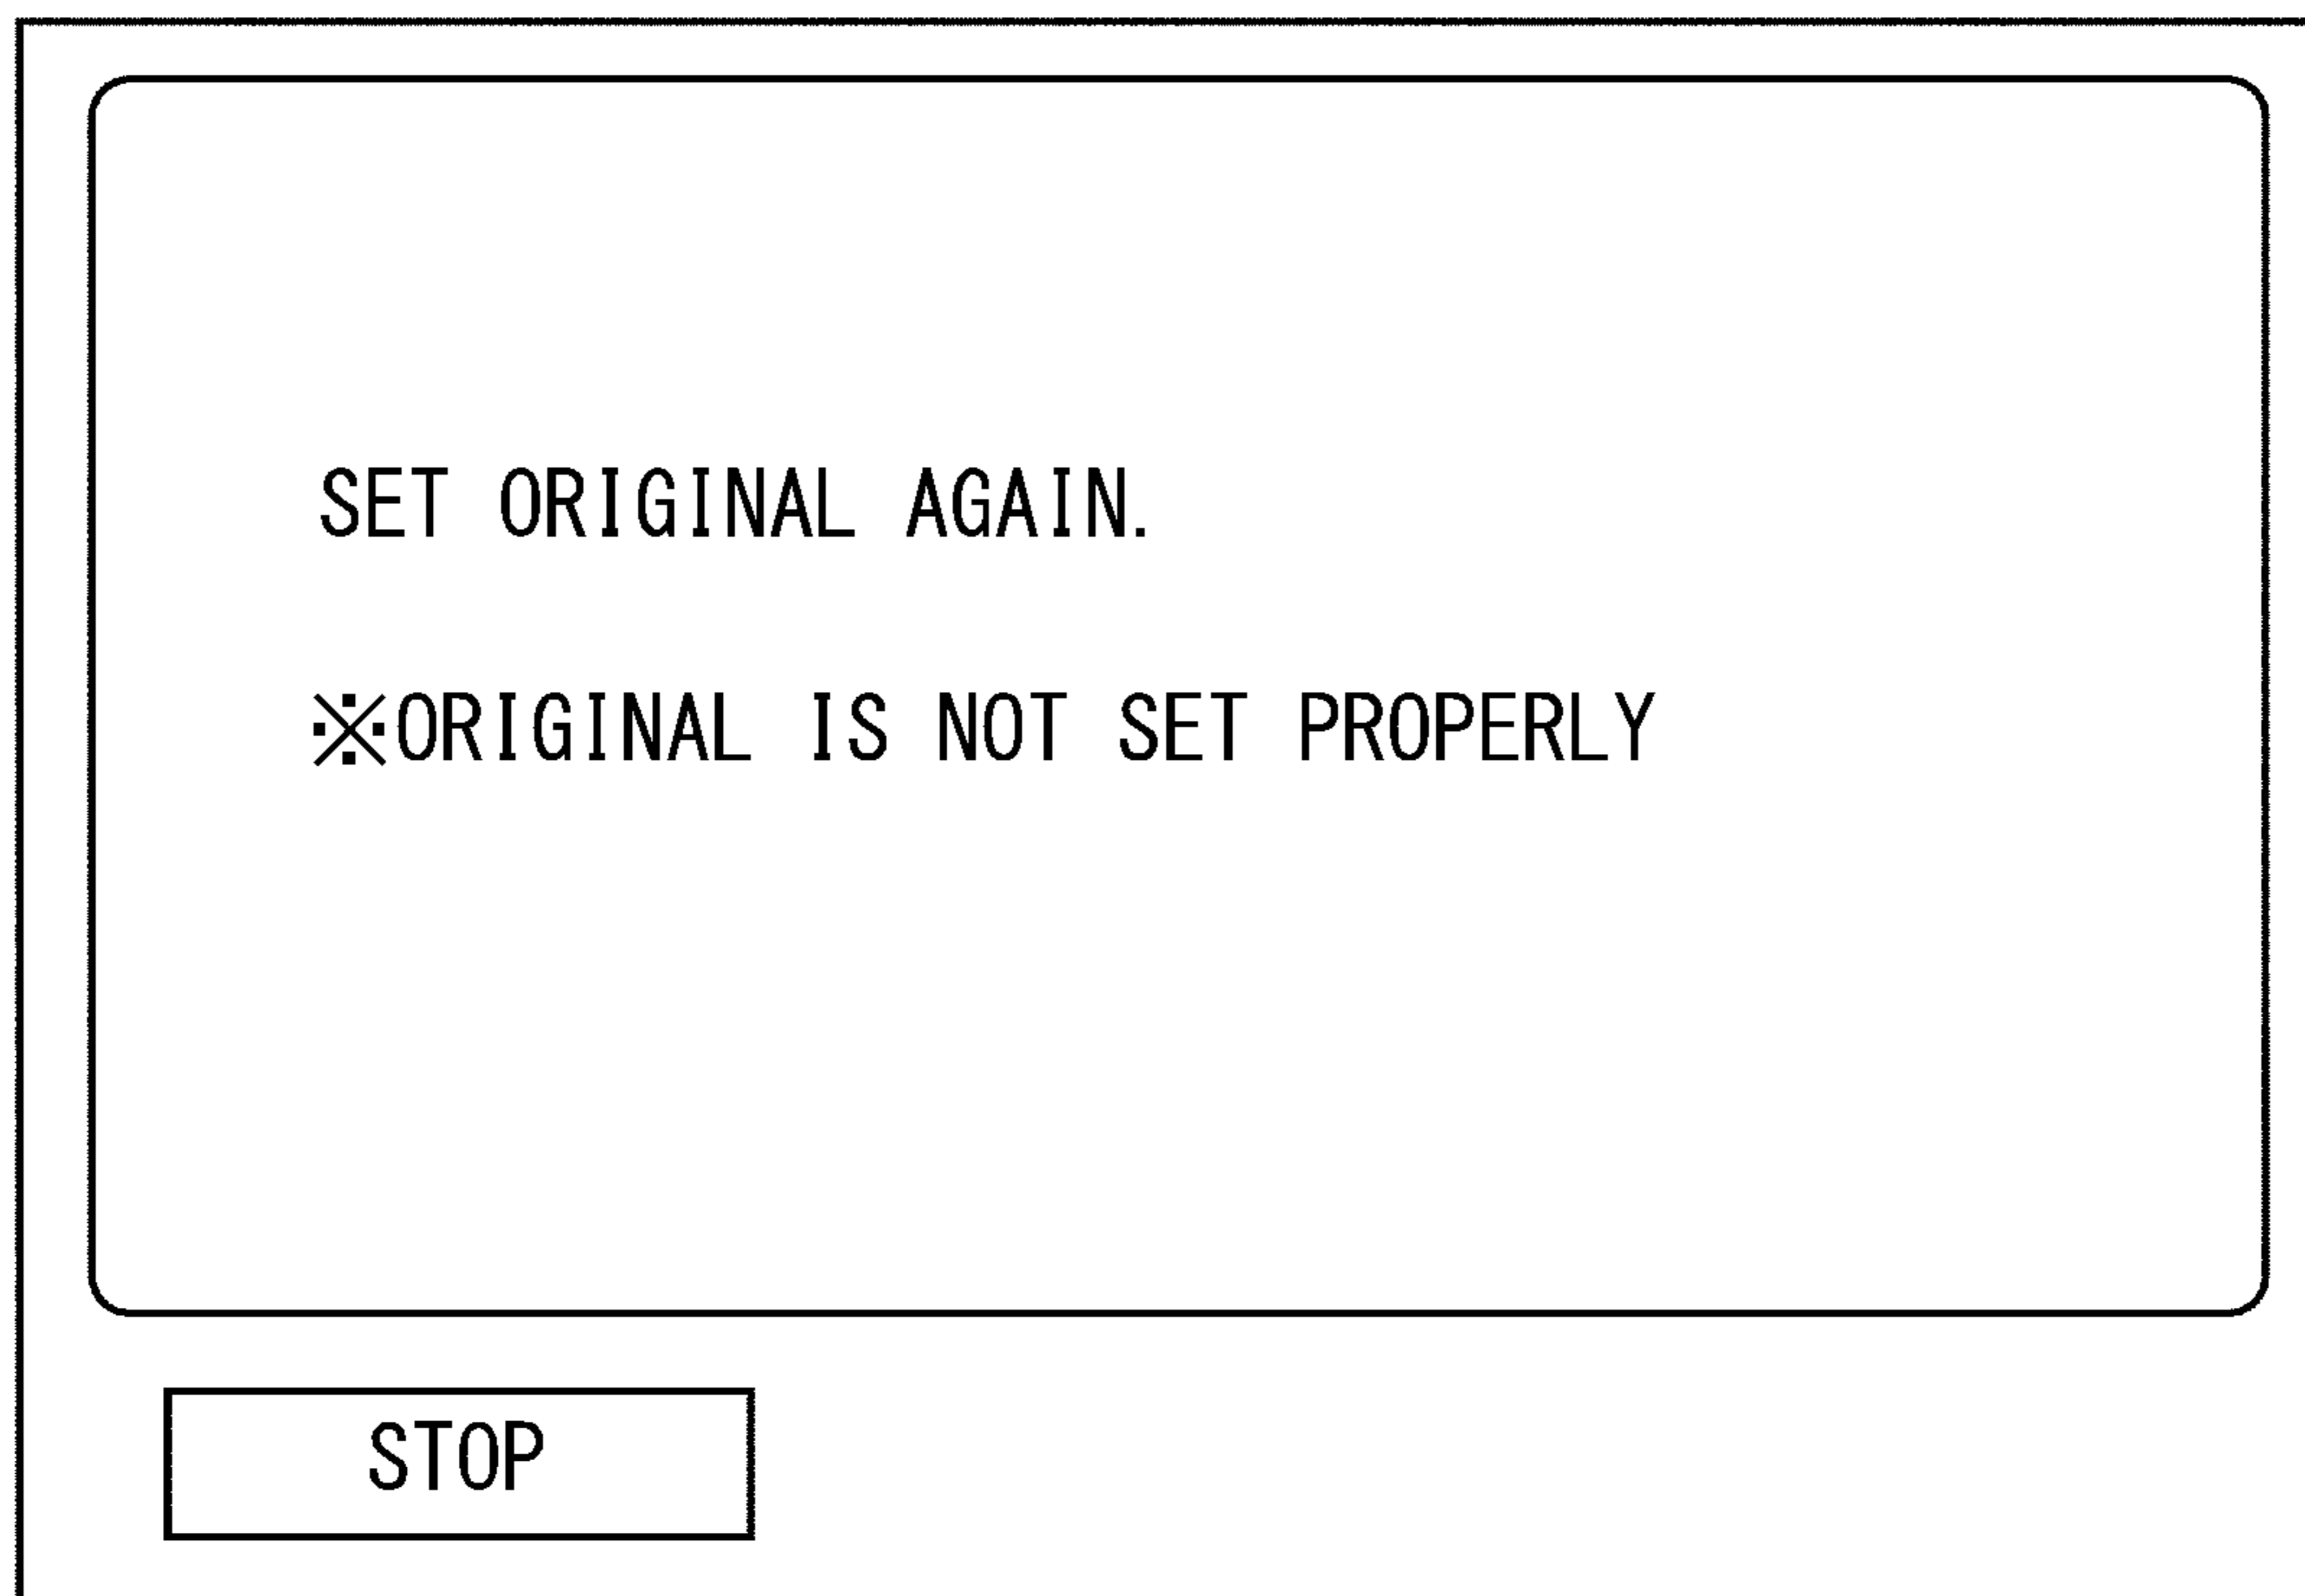 SET ORIGINAL AGAIN.
※ORIGINAL IS NOT SET PROPERLY
STOP